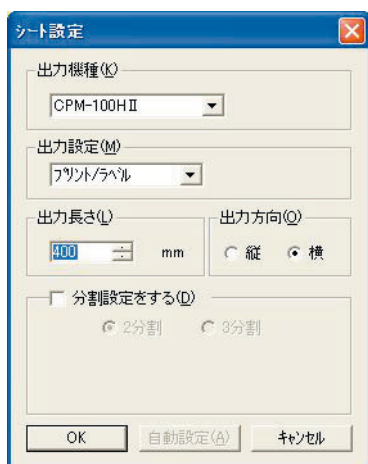 シート設定
出力機種(K)
CPM-100HⅡ
出力設定(M)
プリント/ラベル
出力長さ(L)
400 mm
出力方向(O)
縦 横
分割設定をする(D)
2分割 3分割
OK 自動設定(A) キャンセル